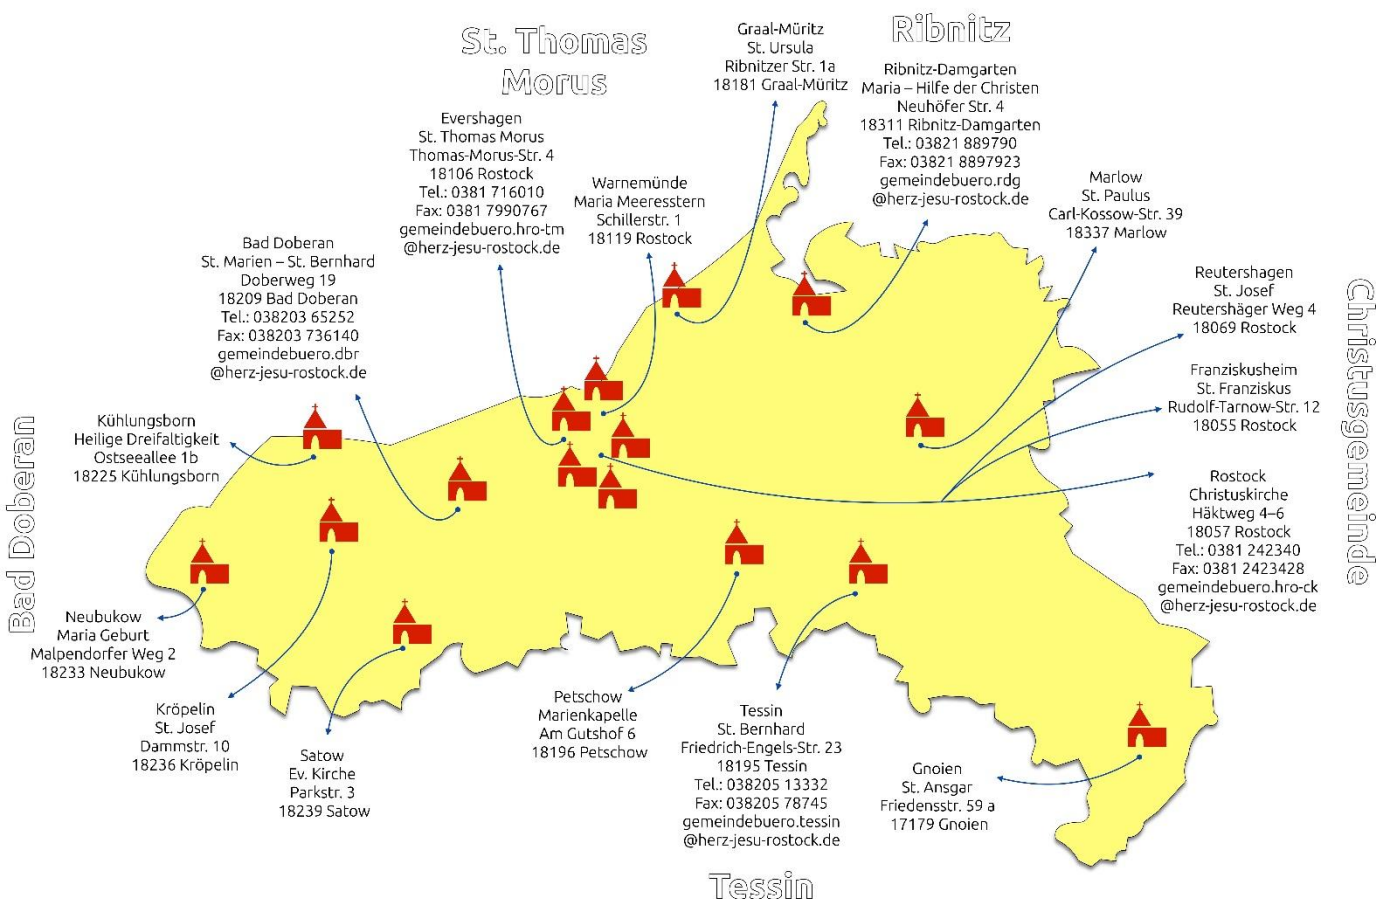 St. Thomas
Morus
Ribnitz
Graal-Müritz
St. Ursula
Ribnitzer Str. 1a
18181 Graal-Müritz
Ribnitz-Damgarten
Maria – Hilfe der Christen
Neuhöfer Str. 4
18311 Ribnitz-Damgarten
Tel.: 03821 889790
Fax: 03821 8897923
gemeindebuero.rdg
@herz-jesu-rostock.de
Evershagen
St. Thomas Morus
Thomas-Morus-Str. 4
18106 Rostock
Tel.: 0381 716010
Fax: 0381 7990767
gemeindebuero.hro-tm
@herz-jesu-rostock.de
Warnemünde
Maria Meeresstern
Schillerstr. 1
18119 Rostock
Marlow
St. Paulus
Carl-Kossow-Str. 39
18337 Marlow
Bad Doberan
St. Marien – St. Bernhard
Doberweg 19
18209 Bad Doberan
Tel.: 038203 65252
Fax: 038203 736140
gemeindebuero.dbr
@herz-jesu-rostock.de
Reutershagen
St. Josef
Reutershäger Weg 4
18069 Rostock
Christusgemeinde
Franziskusheim
St. Franziskus
Rudolf-Tarnow-Str. 12
18055 Rostock
Kühlungsborn
Heilige Dreifaltigkeit
Ostseeallee 1b
18225 Kühlungsborn
Bad Doberan
Rostock
Christuskirche
Häktweg 4–6
18057 Rostock
Tel.: 0381 242340
Fax: 0381 2423428
gemeindebuero.hro-ck
@herz-jesu-rostock.de
Neubukow
Maria Geburt
Malpendorfer Weg 2
18233 Neubukow
Kröpelin
St. Josef
Dammstr. 10
18236 Kröpelin
Satow
Ev. Kirche
Parkstr. 3
18239 Satow
Petschow
Marienkapelle
Am Gutshof 6
18196 Petschow
Tessin
St. Bernhard
Friedrich-Engels-Str. 23
18195 Tessin
Tel.: 038205 13332
Fax: 038205 78745
gemeindebuero.tessin
@herz-jesu-rostock.de
Gnoien
St. Ansgar
Friedensstr. 59 a
17179 Gnoien
Tessin